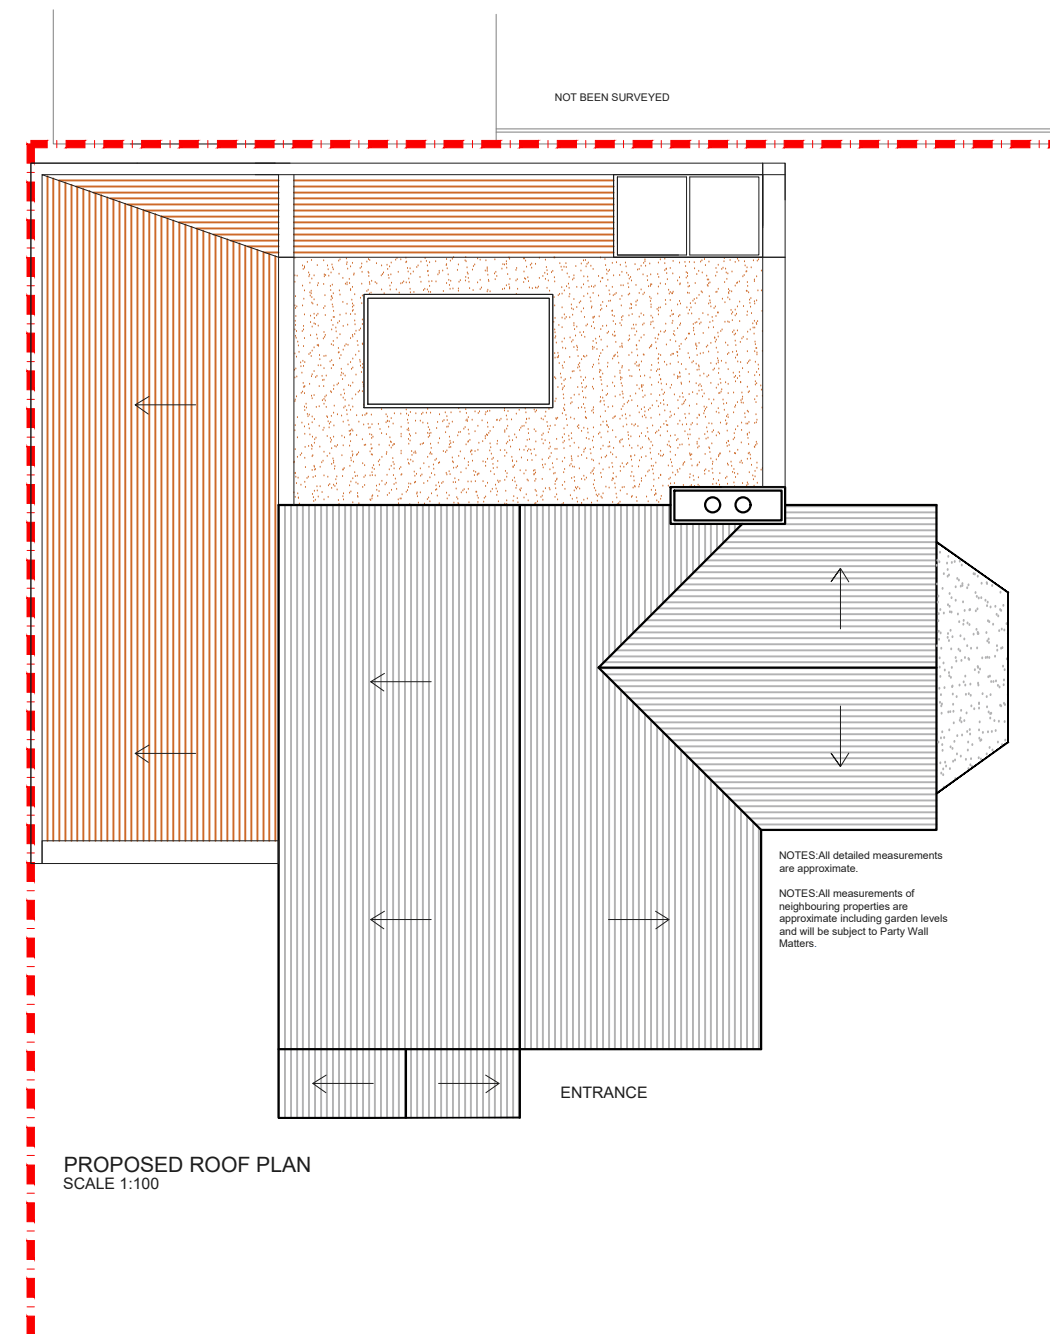 NOT BEEN SURVEYED
NOTES:All detailed measurements
are approximate.
NOTES:All measurements of
neighbouring properties are
approximate including garden levels
and will be subject to Party Wall
Matters.
ENTRANCE
PROPOSED ROOF PLAN
SCALE 1:100